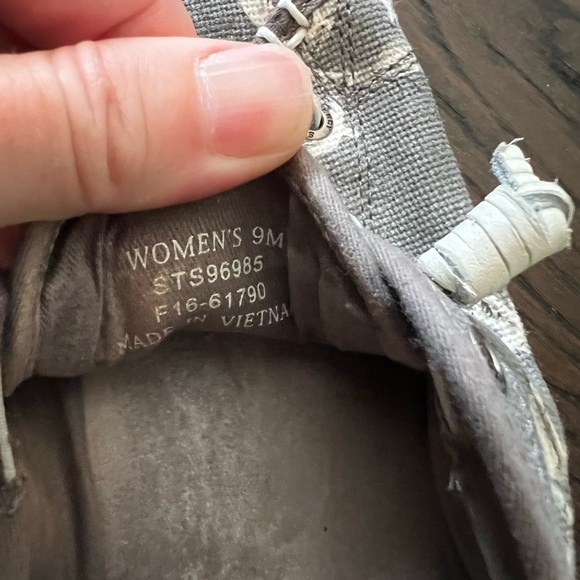 WOMEN'S 9M
STS96985
F16-61790
MADE IN VIETNA